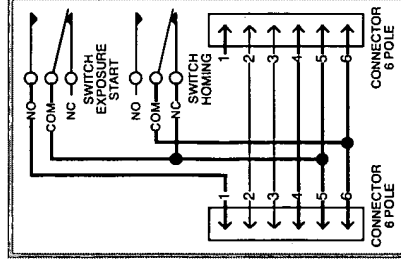 NO
COM
NC
SWITCH
EXPOSURE
START
NO
COM
NC
SWITCH
HOMING
1
2
3
4
5
6
CONNECTOR
6 POLE
1
2
3
4
5
6
CONNECTOR
6 POLE